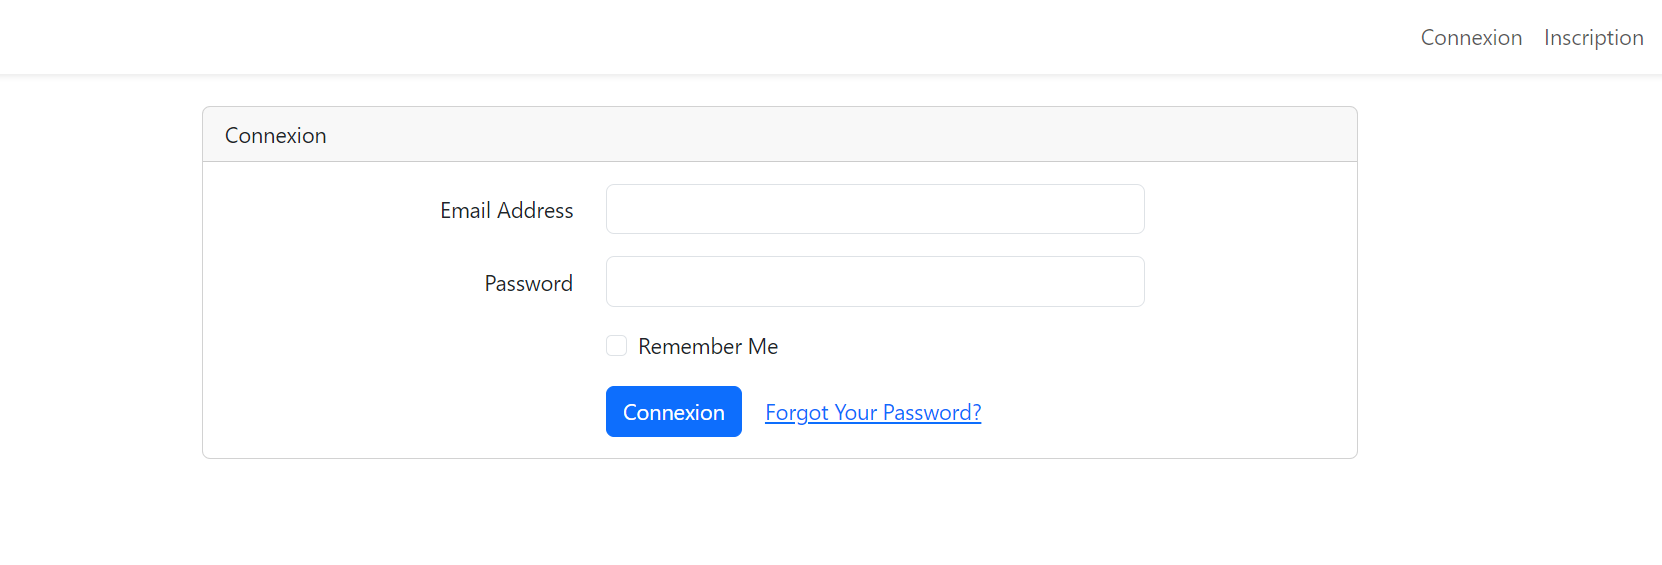 Connexion Inscription
Connexion
Email Address
Password
Remember Me
Connexion Forgot Your Password?